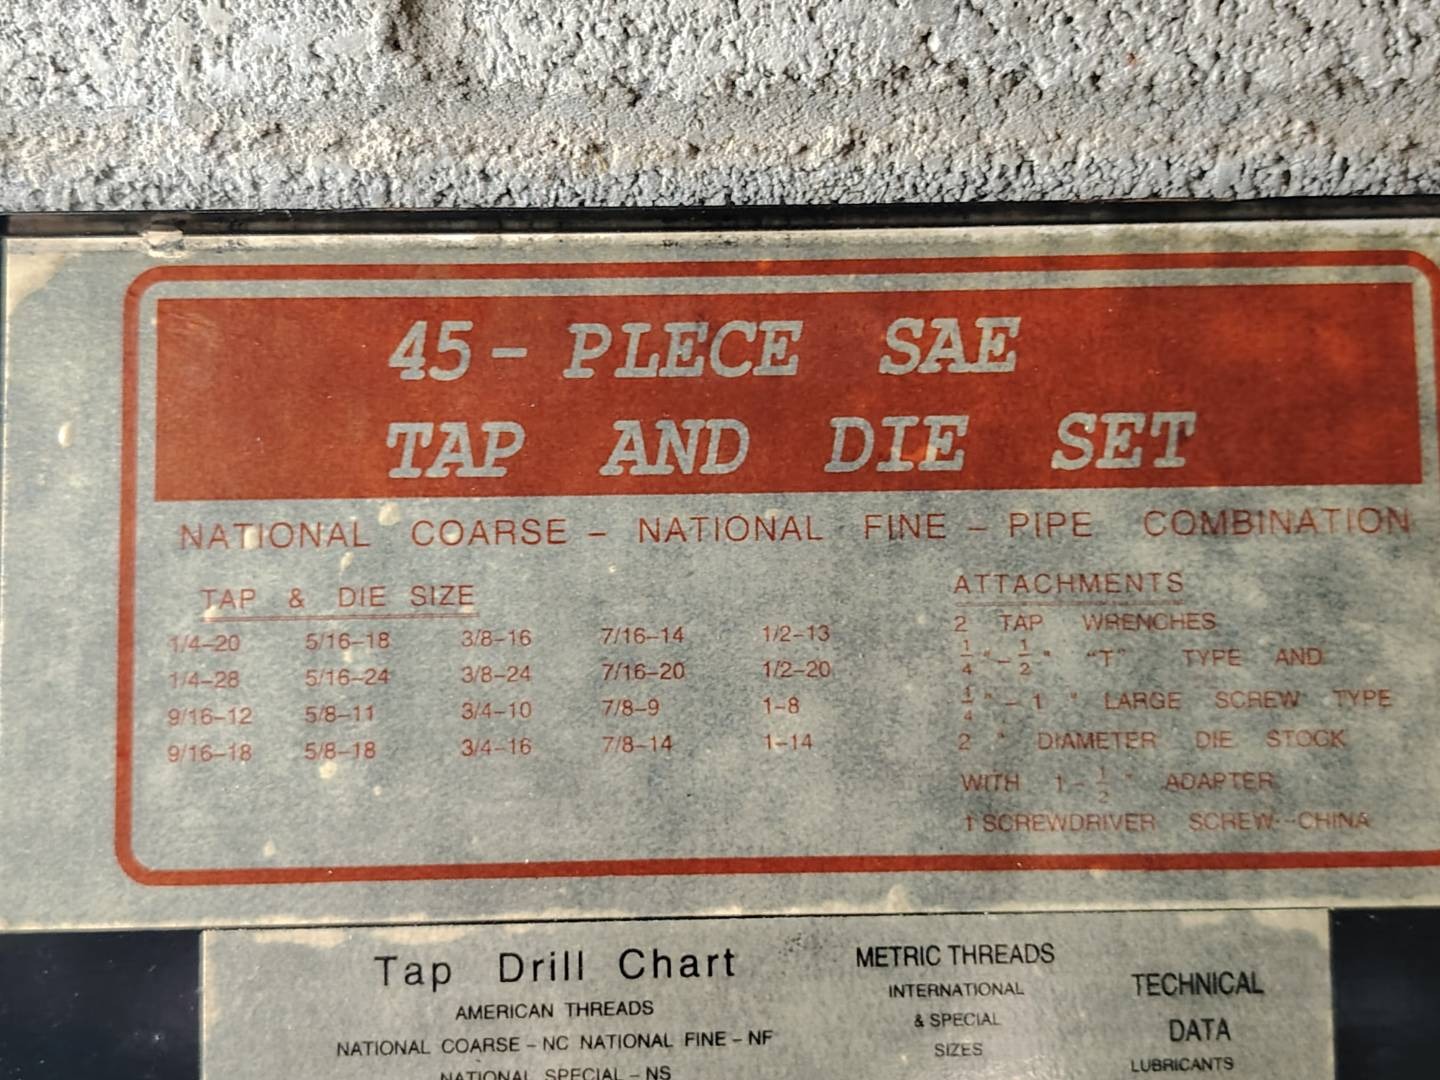 45- PLECE SAE
TAP AND DIE SET
NATIONAL COARSE - NATIONAL FINE - PIPE COMBINATION
TAP & DIE SIZE
1/4-20 5/16-18 3/8-16 7/16-14 1/2-13
1/4-28 5/16-24 3/8-24 7/16-20 1/2-20
9/16-12 5/8-11 3/4-10 7/8-9 1-8
9/16-18 5/8-18 3/4-16 7/8-14 1-14
ATTACHMENTS
2 TAP WRENCHES
1/4"-1/2" "T" TYPE AND
1/4"-1" LARGE SCREW TYPE
2" DIAMETER DIE STOCK
WITH 1-1/2" ADAPTER
1 SCREWDRIVER SCREW--CHINA
Tap Drill Chart
AMERICAN THREADS
NATIONAL COARSE - NC NATIONAL FINE - NF
NATIONAL SPECIAL - NS
METRIC THREADS
INTERNATIONAL
& SPECIAL
SIZES
TECHNICAL
DATA
LUBRICANTS